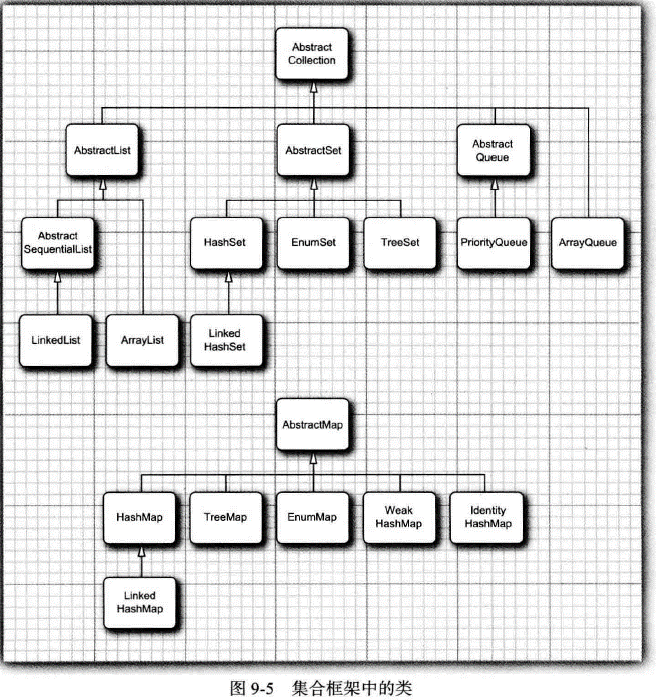 Abstract
Collection
AbstractList
AbstractSet
Abstract
Queue
Abstract
SequentialList
HashSet
EnumSet
TreeSet
PriorityQueue
ArrayQueue
LinkedList
ArrayList
Linked
HashSet
AbstractMap
HashMap
TreeMap
EnumMap
Weak
HashMap
Identity
HashMap
Linked
HashMap
图 9-5 集合框架中的类